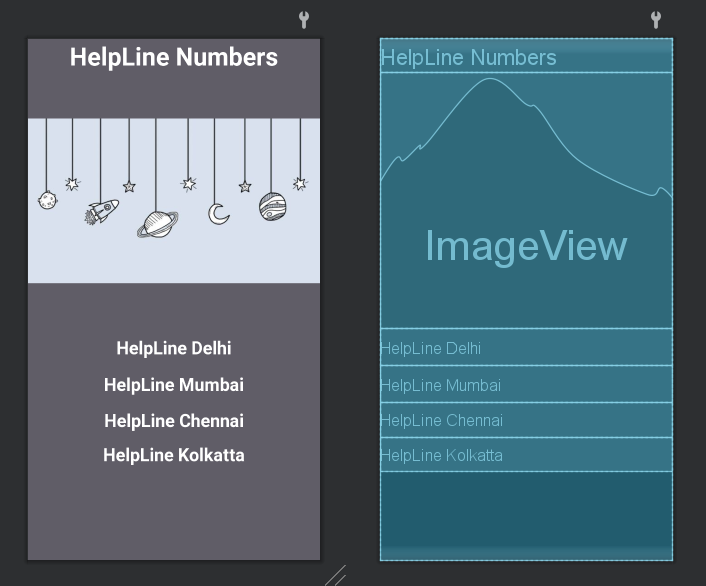 HelpLine Numbers
HelpLine Delhi
HelpLine Mumbai
HelpLine Chennai
HelpLine Kolkatta
HelpLine Numbers
ImageView
HelpLine Delhi
HelpLine Mumbai
HelpLine Chennai
HelpLine Kolkatta